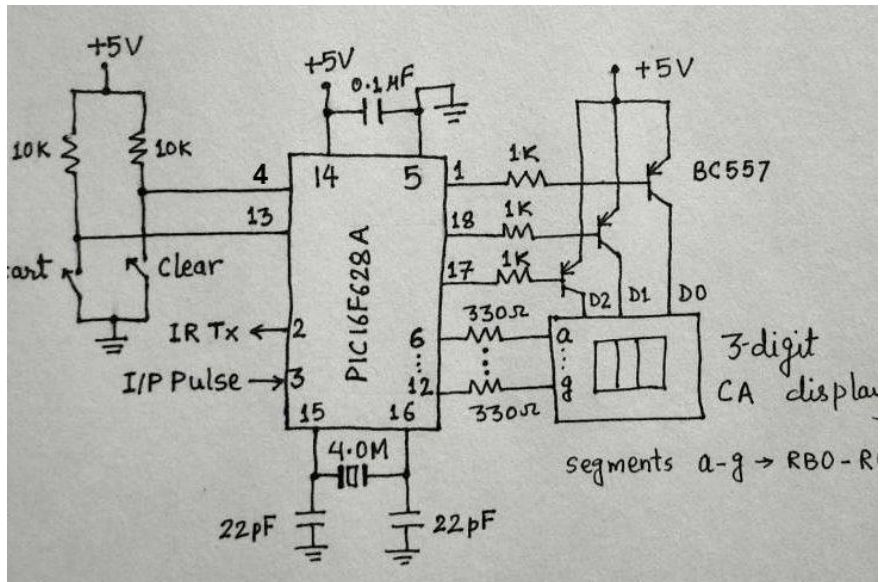 +5V
+5V
+5V
0.1µF
10K
10K
1K
BC557
4
14
5
1
13
1K
18
art
Clear
1K
17
PIC16F628A
D2
D1
D0
IR Tx
2
330Ω
6
a
3-digit
I/P Pulse
3
12
g
CA display
330Ω
15
16
4.0M
segments a-g → RB0-R
22pF
22pF